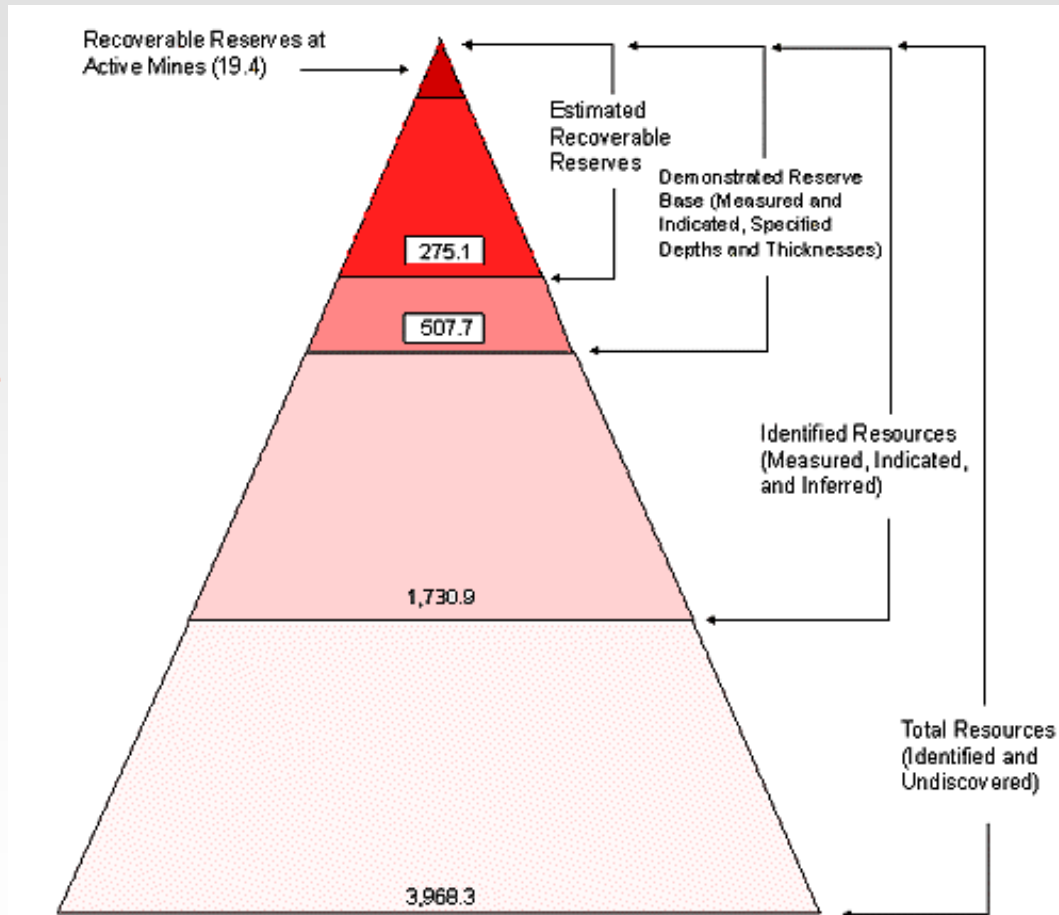 Recoverable Reserves at
Active Mines (19.4)
Estimated
Recoverable
Reserves
Demonstrated Reserve
Base (Measured and
Indicated, Specified
Depths and Thicknesses)
275.1
507.7
Identified Resources
(Measured, Indicated,
and Inferred)
1,730.9
Total Resources
(Identified and
Undiscovered)
3,968.3